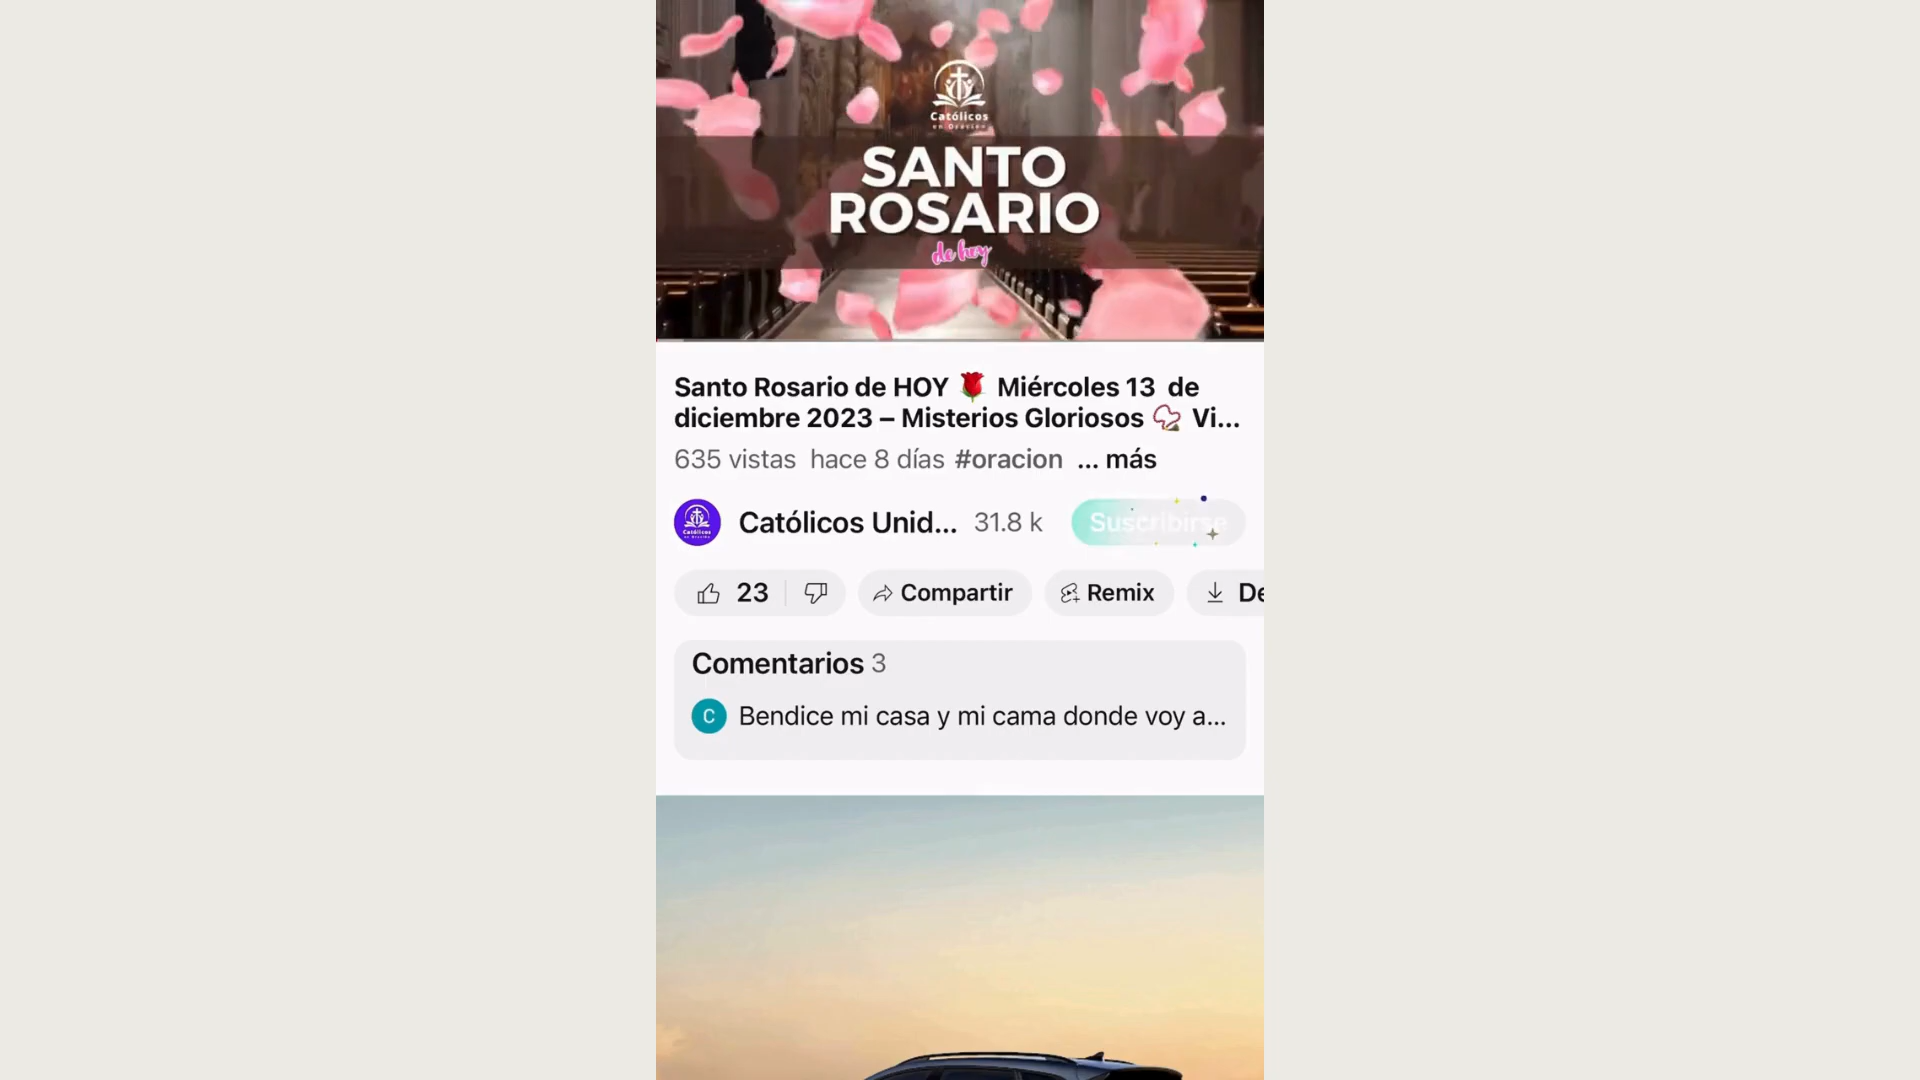 Católicos
en Oración
SANTO
ROSARIO
de hoy
Santo Rosario de HOY 🌹 Miércoles 13 de
diciembre 2023 – Misterios Gloriosos 📿 Vi...
635 vistas hace 8 días #oracion ... más
Católicos Unid... 31.8 k Suscribirse
23 Compartir Remix De
Comentarios 3
C Bendice mi casa y mi cama donde voy a...